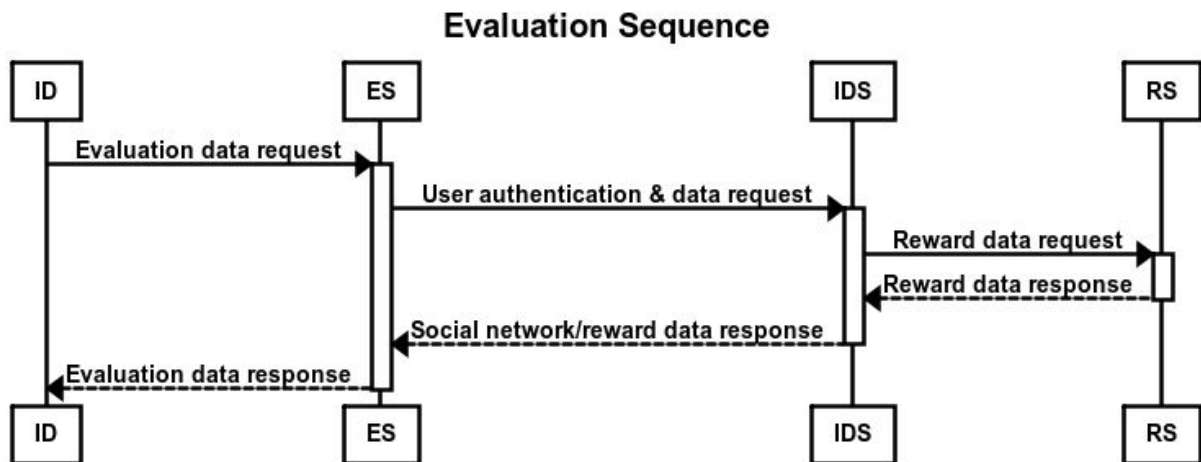 Evaluation Sequence
ID
ES
IDS
RS
Evaluation data request
User authentication & data request
Reward data request
Reward data response
Social network/reward data response
Evaluation data response
ID
ES
IDS
RS